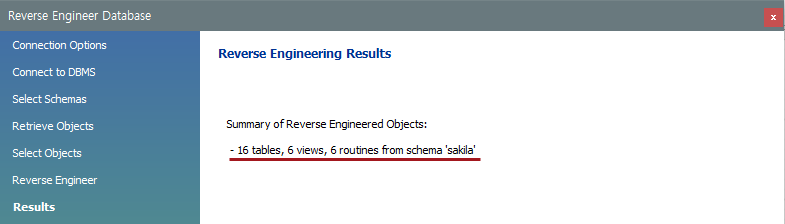 Reverse Engineer Database
x
Connection Options
Connect to DBMS
Select Schemas
Retrieve Objects
Select Objects
Reverse Engineer
Results
Reverse Engineering Results
Summary of Reverse Engineered Objects:
- 16 tables, 6 views, 6 routines from schema 'sakila'